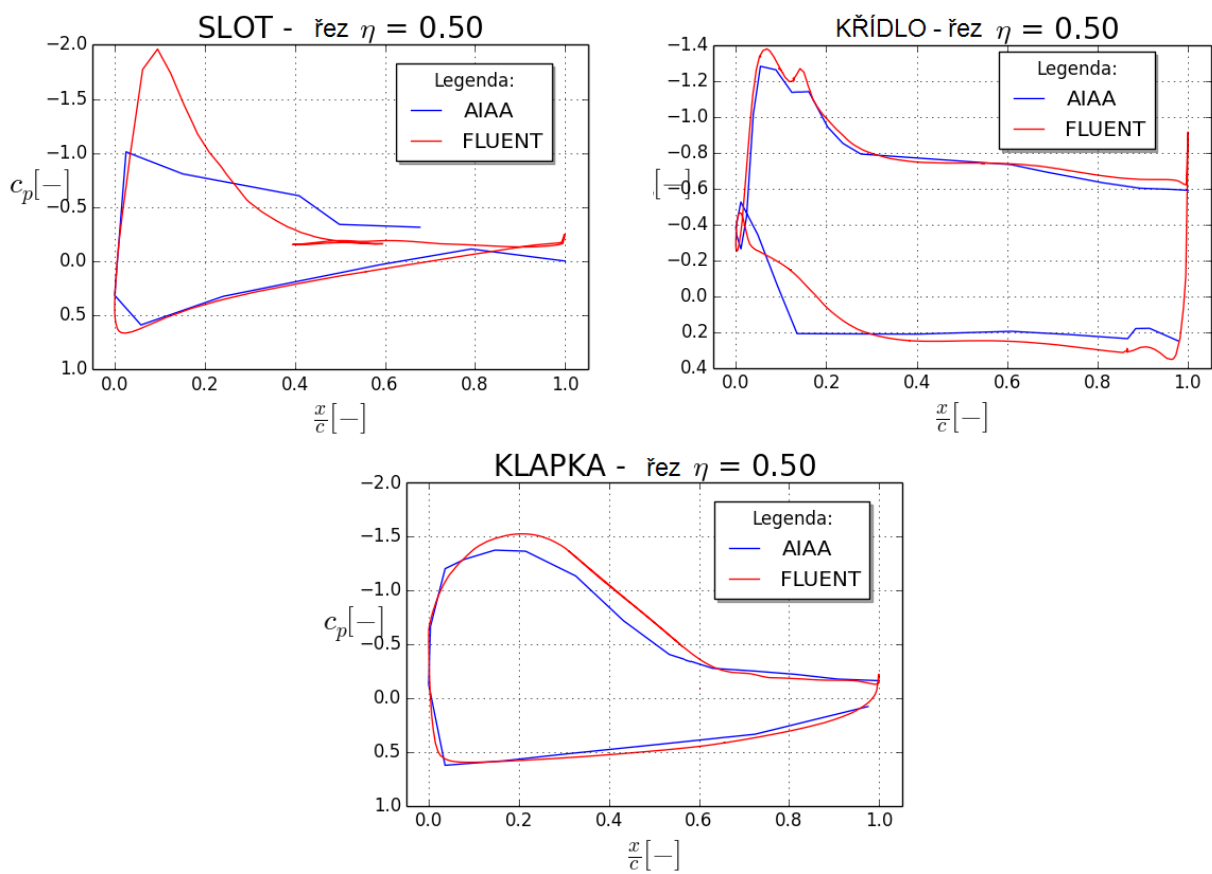 SLOT - řez η = 0.50
−2.0
−1.5
−1.0
−0.5
0.0
0.5
1.0
c_p[−]
0.0 0.2 0.4 0.6 0.8 1.0
x/c [−]
Legenda:
AIAA
FLUENT
KŘÍDLO - řez η = 0.50
−1.4
−1.2
−1.0
−0.8
−0.6
−0.4
−0.2
0.0
0.2
0.4
[−]
0.0 0.2 0.4 0.6 0.8 1.0
x/c [−]
Legenda:
AIAA
FLUENT
KLAPKA - řez η = 0.50
−2.0
−1.5
−1.0
−0.5
0.0
0.5
1.0
c_p[−]
0.0 0.2 0.4 0.6 0.8 1.0
x/c [−]
Legenda:
AIAA
FLUENT